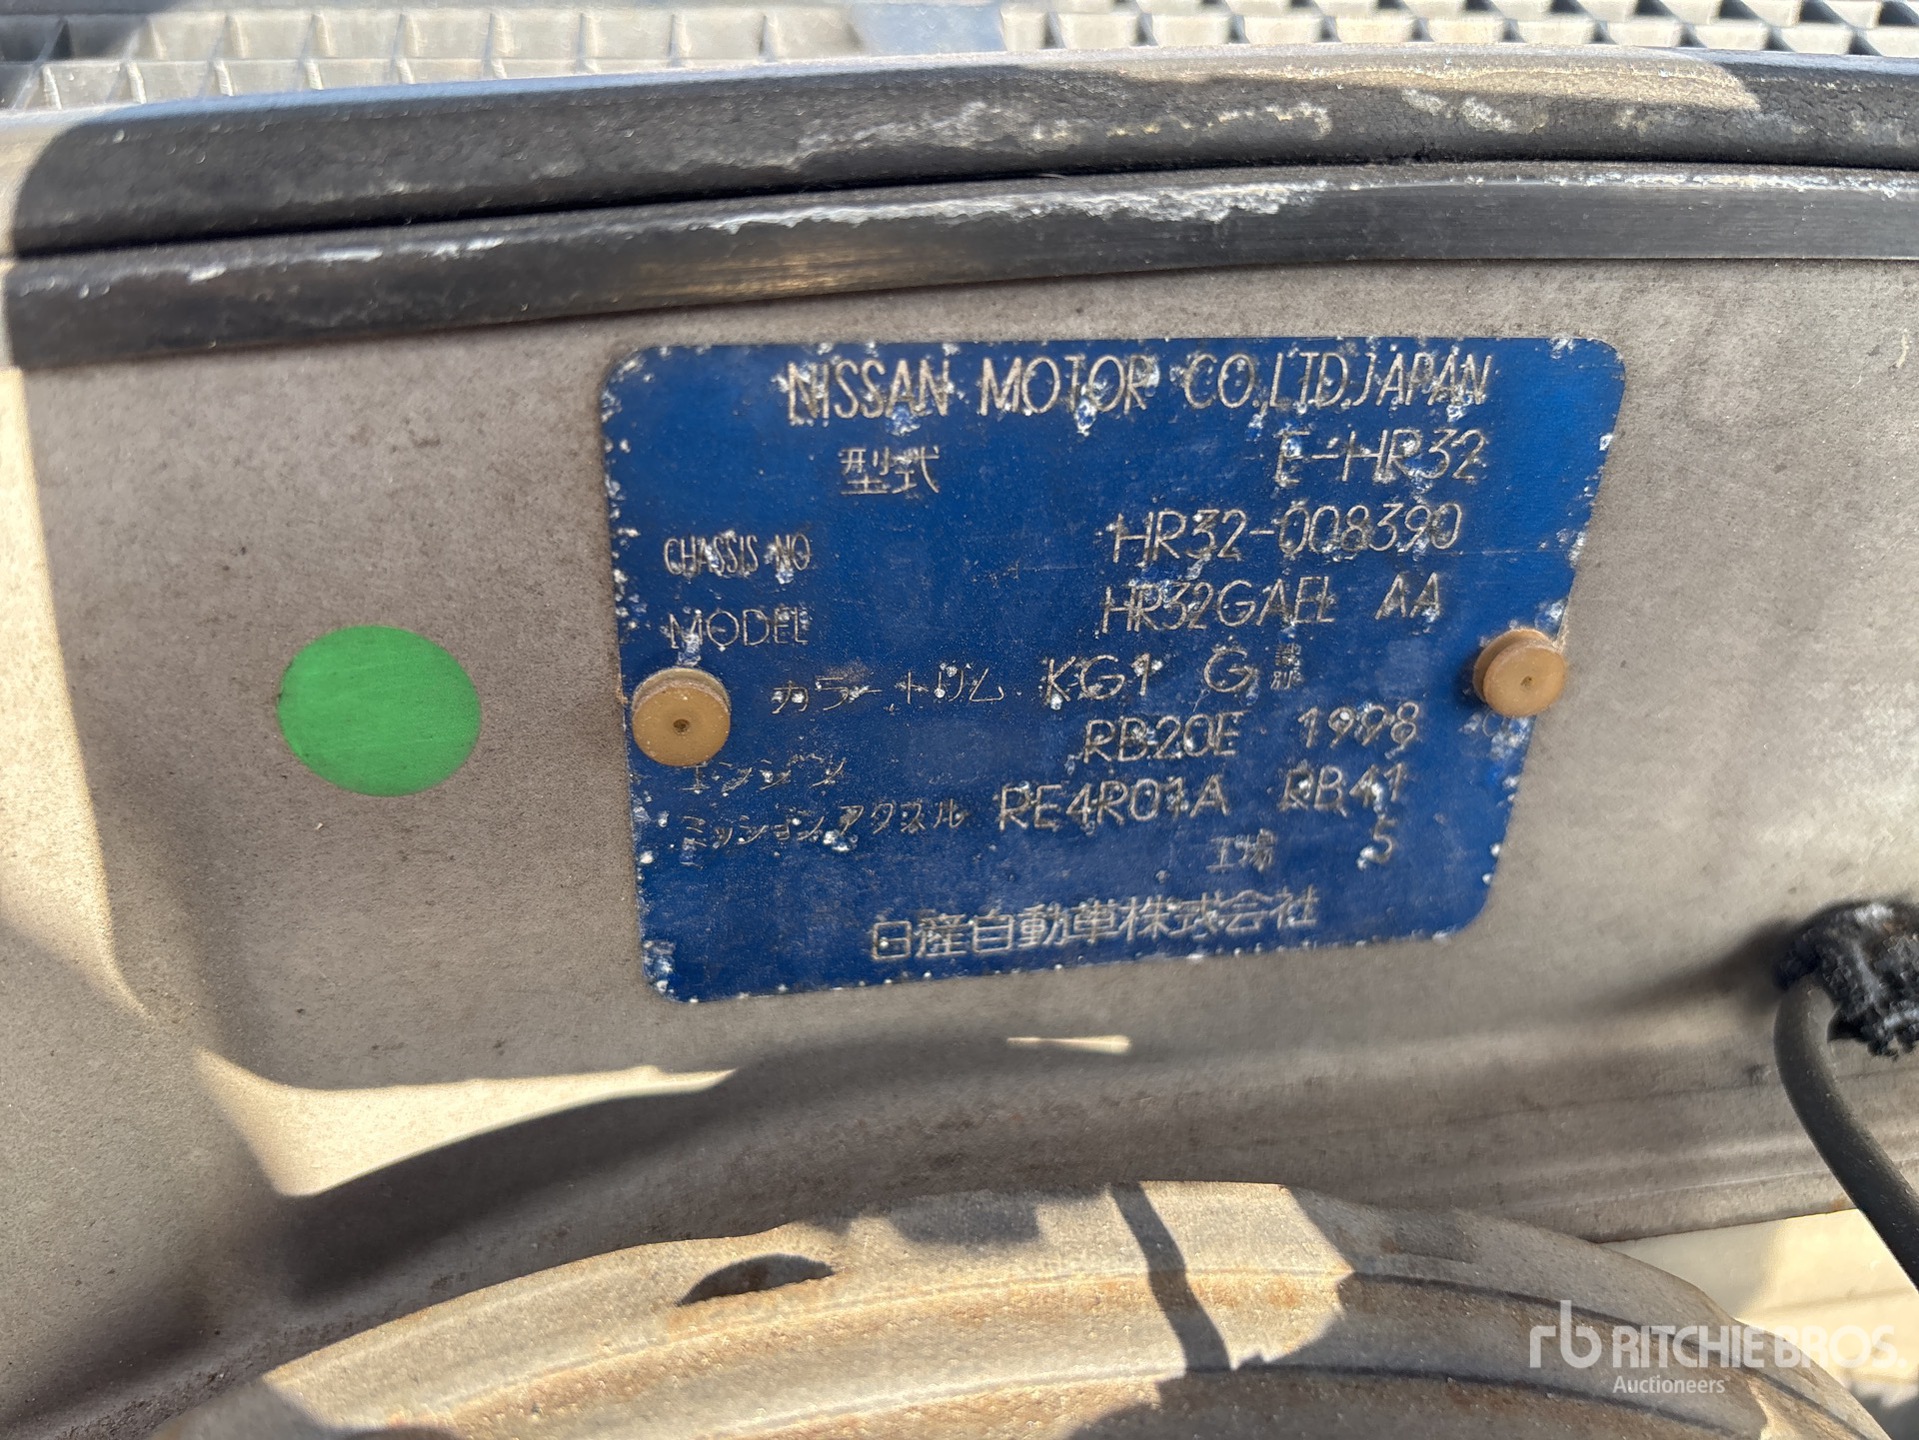 NISSAN MOTOR CO.,LTD.JAPAN
型式 E-HR32
CHASSIS NO HR32-008390
MODEL HR32GAEL AA
カラー トリム KG1 G
エンジン RB20E 1998
ミッション アクスル RE4R01A RB41
工場 5
日産自動車株式会社
rb RITCHIE BROS.
Auctioneers